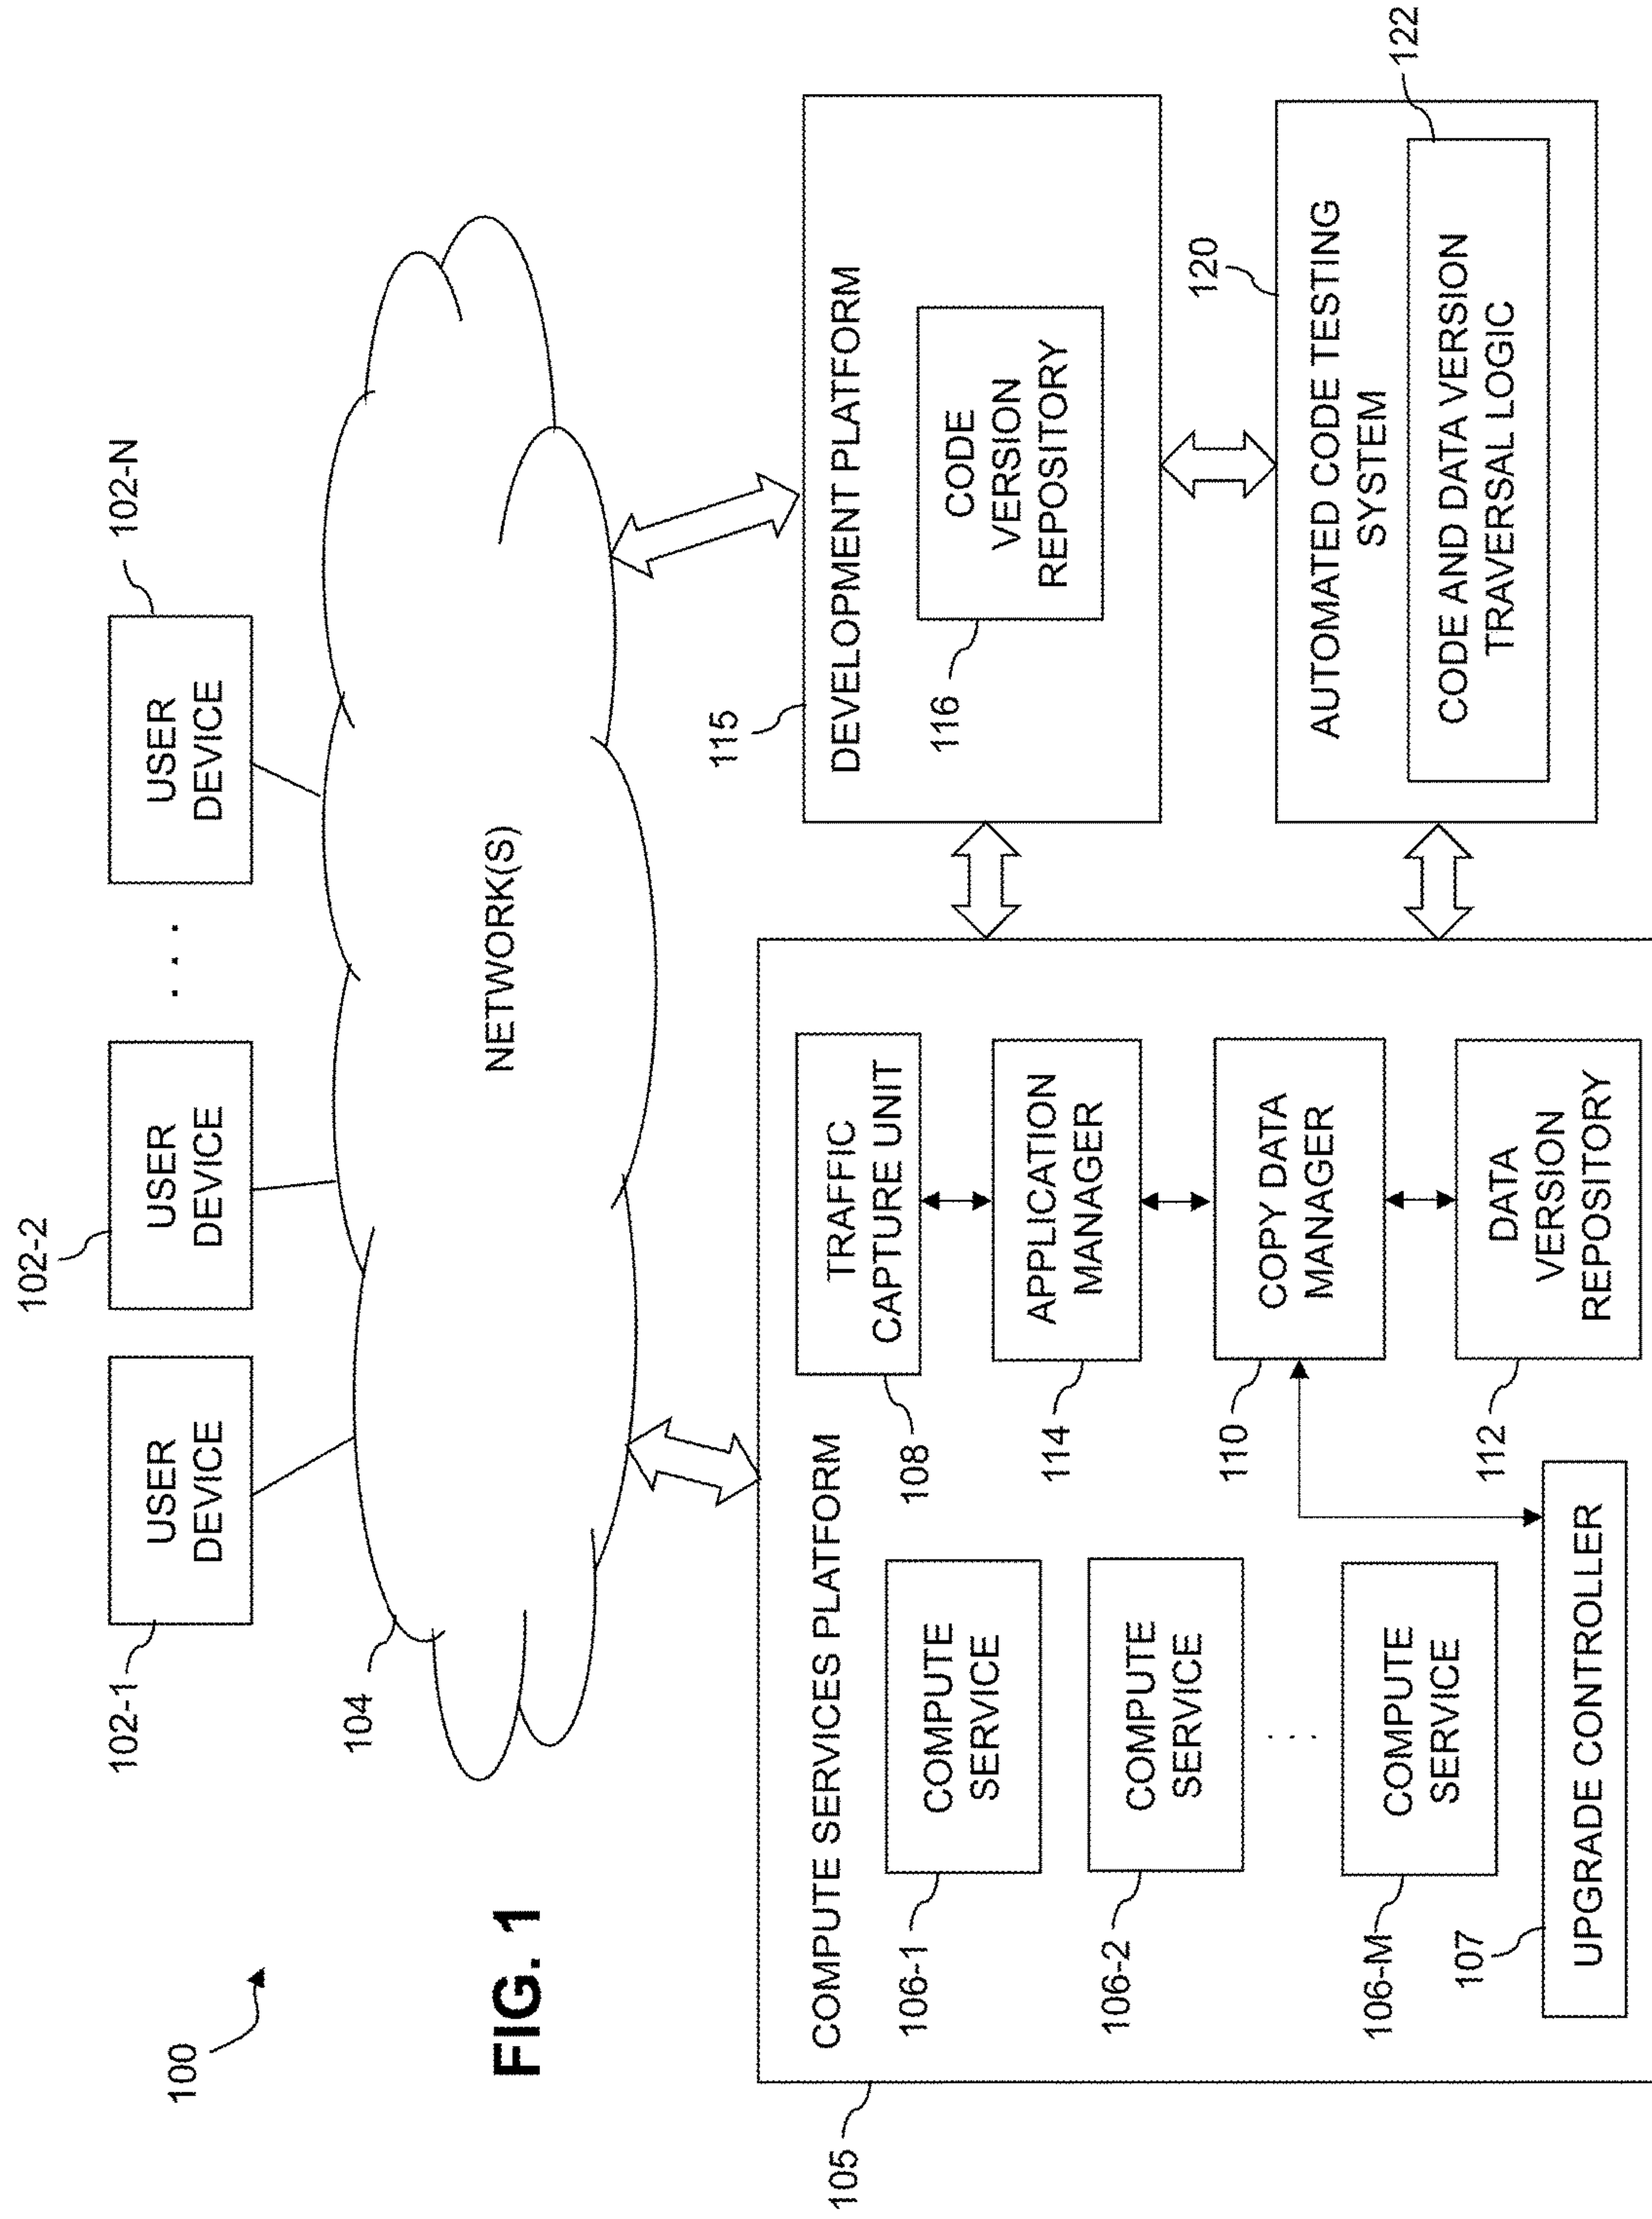 100
FIG. 1
102-1
USER
DEVICE
102-2
USER
DEVICE
. . .
102-N
USER
DEVICE
104
NETWORK(S)
105
COMPUTE SERVICES PLATFORM
106-1
COMPUTE
SERVICE
106-2
COMPUTE
SERVICE
. . .
106-M
COMPUTE
SERVICE
107
UPGRADE CONTROLLER
108
TRAFFIC
CAPTURE UNIT
114
APPLICATION
MANAGER
110
COPY DATA
MANAGER
112
DATA
VERSION
REPOSITORY
115
DEVELOPMENT PLATFORM
116
CODE
VERSION
REPOSITORY
120
AUTOMATED CODE TESTING
SYSTEM
122
CODE AND DATA VERSION
TRAVERSAL LOGIC